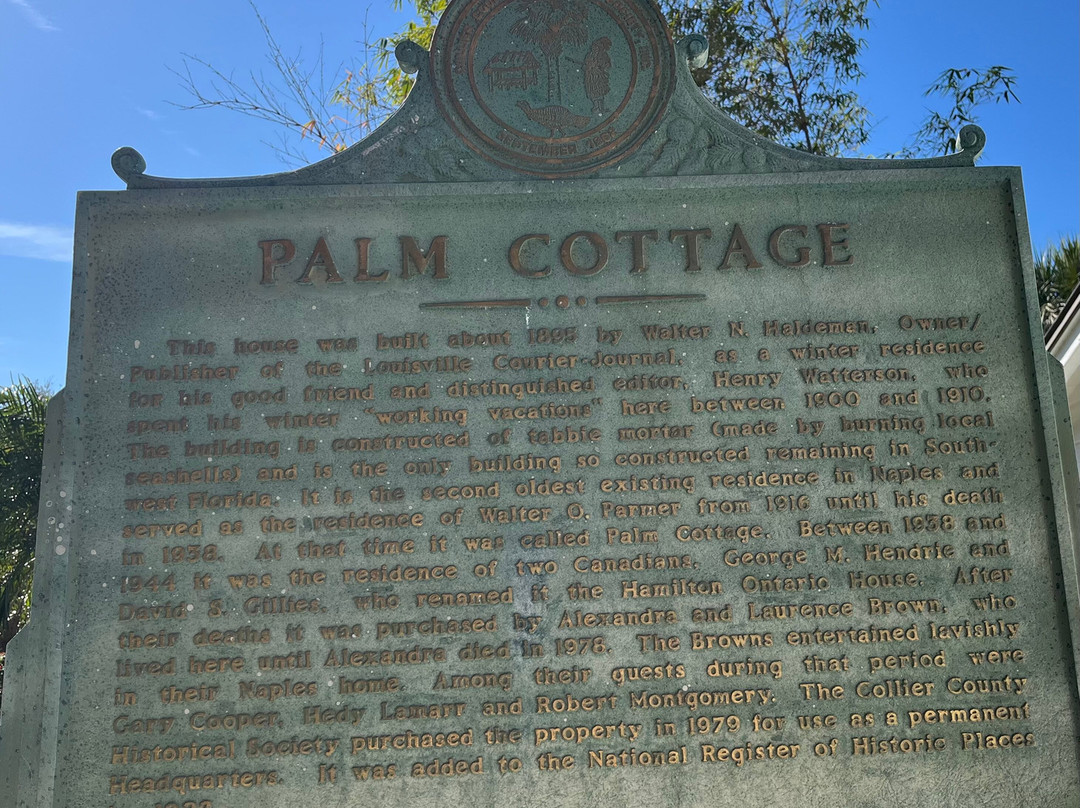 PALM COTTAGE
This house was built about 1895 by Walter N. Haldeman, Owner/
Publisher of the Louisville Courier-Journal, as a winter residence
for his good friend and distinguished editor, Henry Watterson, who
spent his winter "working vacations" here between 1900 and 1910.
The building is constructed of tabbie mortar (made by burning local
seashells) and is the only building so constructed remaining in South-
west Florida. It is the second oldest existing residence in Naples and
served as the residence of Walter O. Parmer from 1916 until his death
in 1938. At that time it was called Palm Cottage. Between 1938 and
1944 it was the residence of two Canadians, George M. Hendrie and
David S. Gillies, who renamed it the Hamilton Ontario House. After
their deaths it was purchased by Alexandra and Laurence Brown, who
lived here until Alexandra died in 1978. The Browns entertained lavishly
in their Naples home. Among their guests during that period were
Gary Cooper, Hedy Lamarr and Robert Montgomery. The Collier County
Historical Society purchased the property in 1979 for use as a permanent
Headquarters. It was added to the National Register of Historic Places